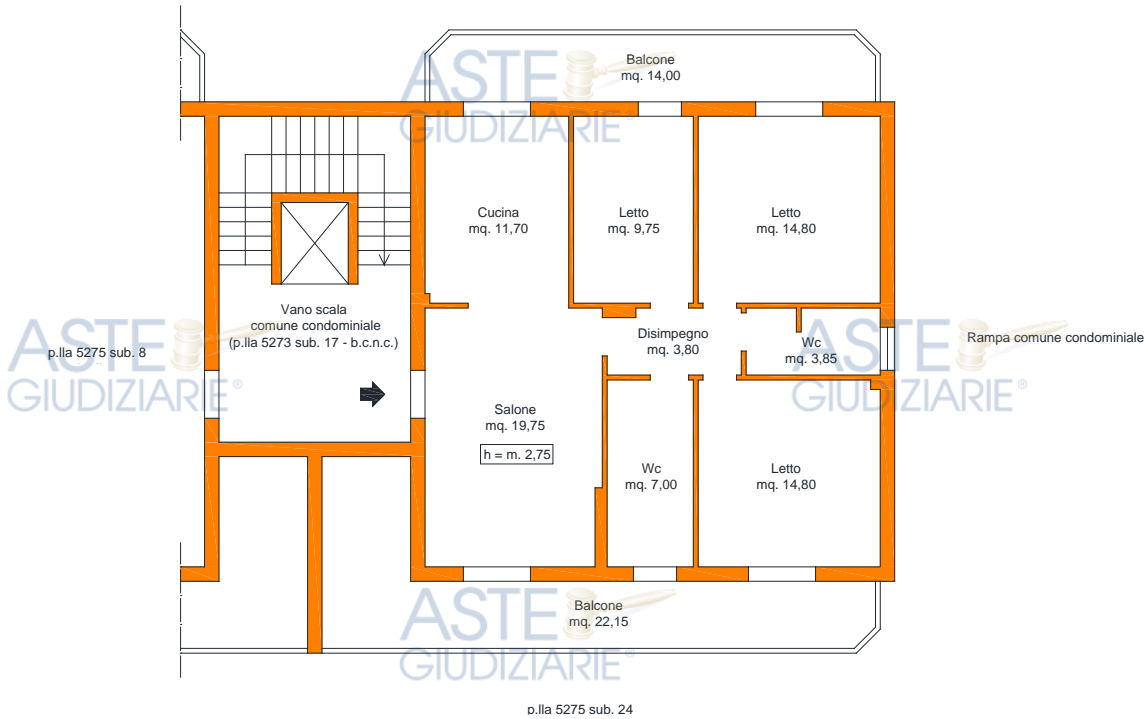 Balcone
mq. 14,00
ASTE
GIUDIZIARIE®
Cucina
mq. 11,70
Letto
mq. 9,75
Letto
mq. 14,80
Vano scala
comune condominiale
(p.lla 5273 sub. 17 - b.c.n.c.)
p.lla 5275 sub. 8
ASTE
GIUDIZIARIE®
Disimpegno
mq. 3,80
Wc
mq. 3,85
ASTE
GIUDIZIARIE®
Rampa comune condominiale
Salone
mq. 19,75
h = m. 2,75
Wc
mq. 7,00
Letto
mq. 14,80
Balcone
mq. 22,15
ASTE
GIUDIZIARIE®
p.lla 5275 sub. 24